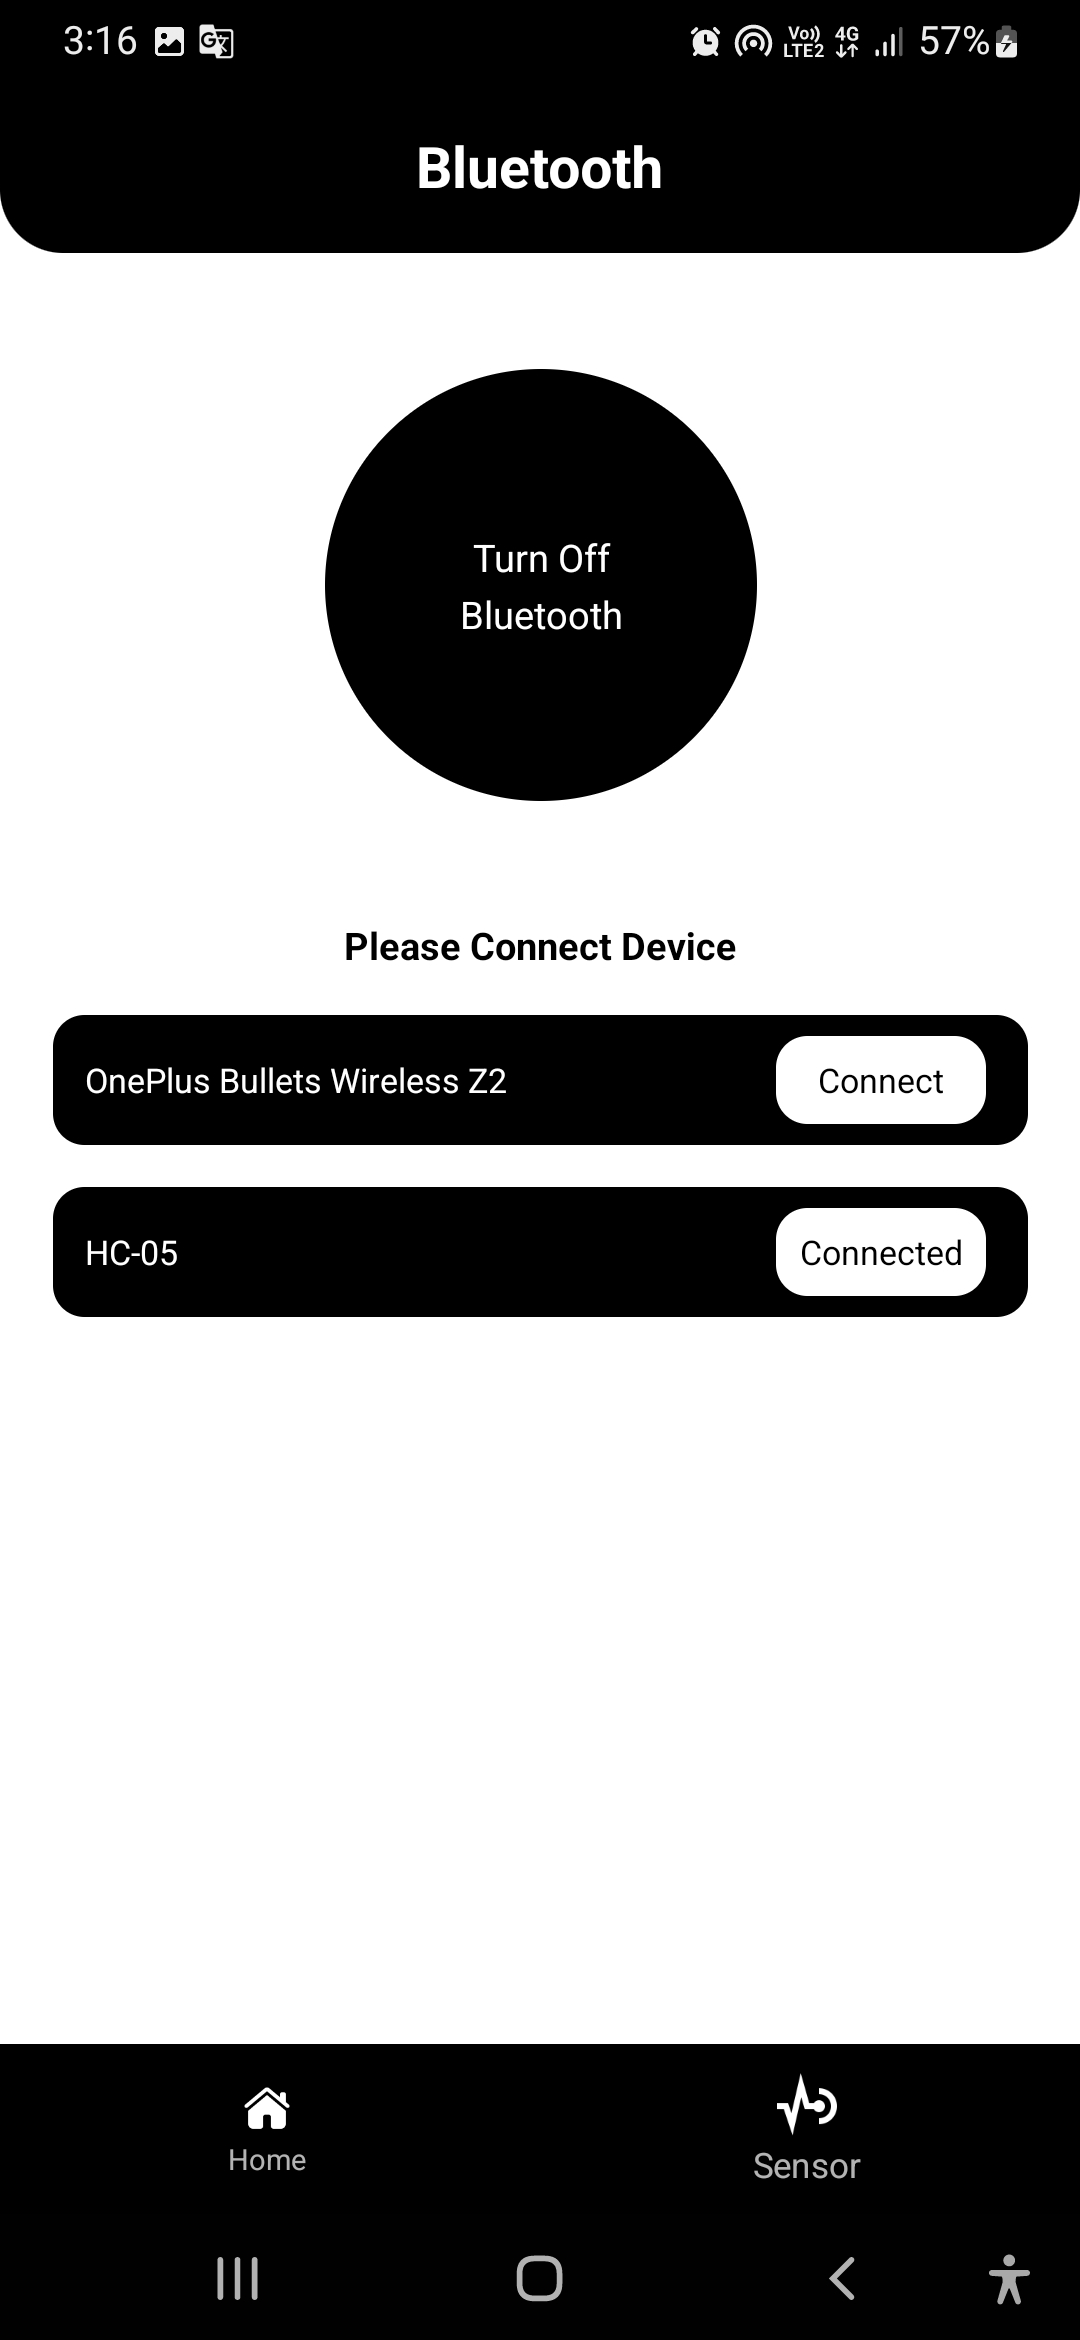 3:16
Vo)) LTE2 4G 57%
Bluetooth
Turn Off
Bluetooth
Please Connect Device
OnePlus Bullets Wireless Z2 Connect
HC-05 Connected
Home Sensor